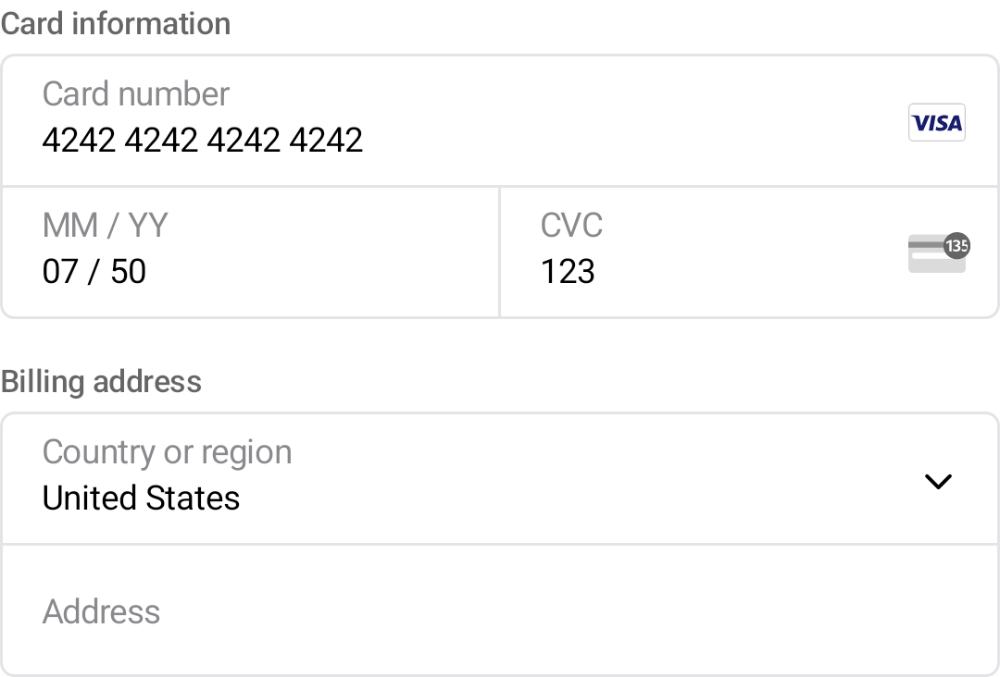 Card information
Card number
4242 4242 4242 4242
VISA
MM / YY
07 / 50
CVC
123
135
Billing address
Country or region
United States
Address